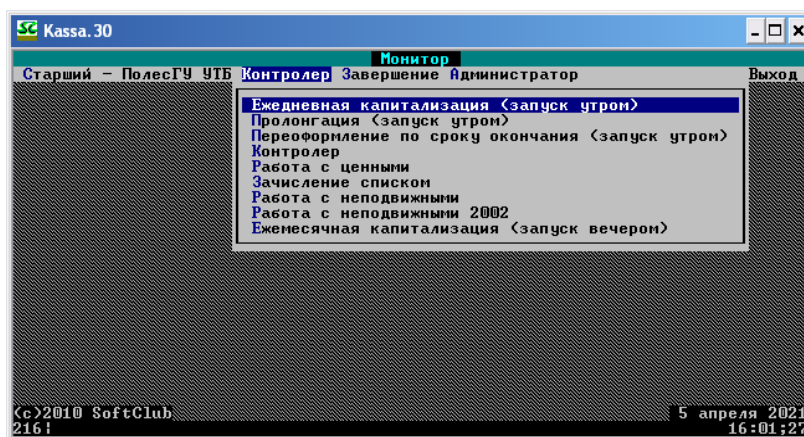 SC Kassa.30
Монитор
Старший - ПолесГУ УТБ Контролер Завершение Администратор Выход
Ежедневная капитализация (запуск утром)
Пролонгация (запуск утром)
Переоформление по сроку окончания (запуск утром)
Контролер
Работа с ценными
Зачисление списком
Работа с неподвижными
Работа с неподвижными 2002
Ежемесячная капитализация (запуск вечером)
(c)2010 SoftClub 5 апреля 2021
216¦ 16:01;27